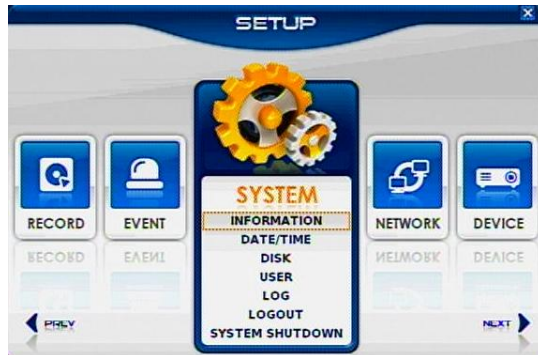 SETUP
SYSTEM
RECORD
EVENT
INFORMATION
NETWORK
DEVICE
DATE/TIME
DISK
USER
LOG
LOGOUT
SYSTEM SHUTDOWN
PREV
NEXT